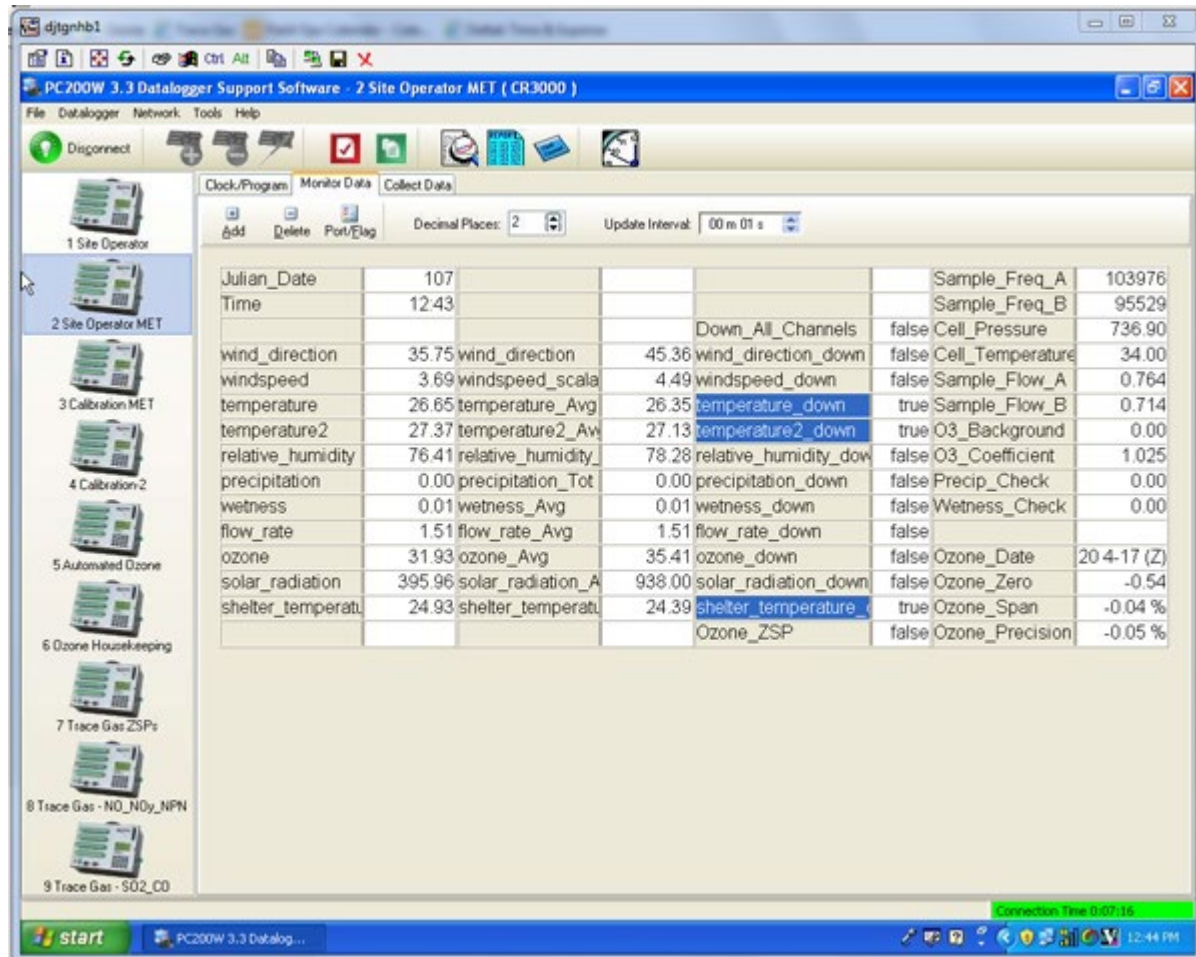 djtgnhb1
Ctrl Alt
PC200W 3.3 Datalogger Support Software - 2 Site Operator MET ( CR3000 )
File Datalogger Network Tools Help
Disconnect
Clock/Program Monitor Data Collect Data
Add Delete Port/Flag Decimal Places: 2 Update Interval: 00 m 01 s
1 Site Operator
2 Site Operator MET
3 Calibration MET
4 Calibration-2
5 Automated Ozone
6 Ozone Housekeeping
7 Trace Gas ZSPs
8 Trace Gas - NO_NOy_NPN
9 Trace Gas - SO2_CO
Julian_Date 107 Sample_Freq_A 103976
Time 12:43 Sample_Freq_B 95529
Down_All_Channels false Cell_Pressure 736.90
wind_direction 35.75 wind_direction 45.36 wind_direction_down false Cell_Temperature 34.00
windspeed 3.69 windspeed_scala 4.49 windspeed_down false Sample_Flow_A 0.764
temperature 26.65 temperature_Avg 26.35 temperature_down true Sample_Flow_B 0.714
temperature2 27.37 temperature2_Av 27.13 temperature2_down true O3_Background 0.00
relative_humidity 76.41 relative_humidity_ 78.28 relative_humidity_dow false O3_Coefficient 1.025
precipitation 0.00 precipitation_Tot 0.00 precipitation_down false Precip_Check 0.00
wetness 0.01 wetness_Avg 0.01 wetness_down false Wetness_Check 0.00
flow_rate 1.51 flow_rate_Avg 1.51 flow_rate_down false
ozone 31.93 ozone_Avg 35.41 ozone_down false Ozone_Date 20 4-17 (Z)
solar_radiation 395.96 solar_radiation_A 938.00 solar_radiation_down false Ozone_Zero -0.54
shelter_temperatu 24.93 shelter_temperatu 24.39 shelter_temperature_ true Ozone_Span -0.04 %
Ozone_ZSP false Ozone_Precision -0.05 %
Connection Time 0:07:16
start PC200W 3.3 Datalog... 12:44 PM